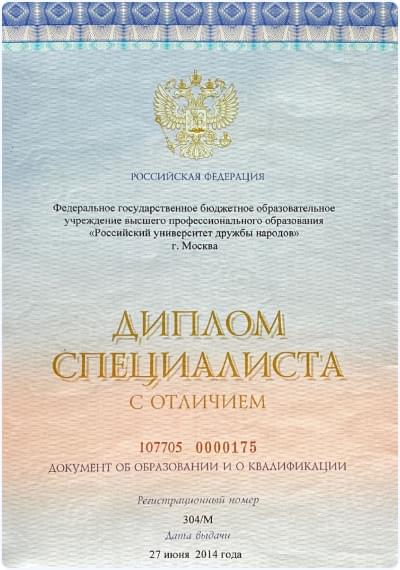 РОССИЙСКАЯ ФЕДЕРАЦИЯ
Федеральное государственное бюджетное образовательное
учреждение высшего профессионального образования
«Российский университет дружбы народов»
г. Москва
ДИПЛОМ
СПЕЦИАЛИСТА
С ОТЛИЧИЕМ
107705 0000175
ДОКУМЕНТ ОБ ОБРАЗОВАНИИ И О КВАЛИФИКАЦИИ
Регистрационный номер
304/М
Дата выдачи
27 июня 2014 года